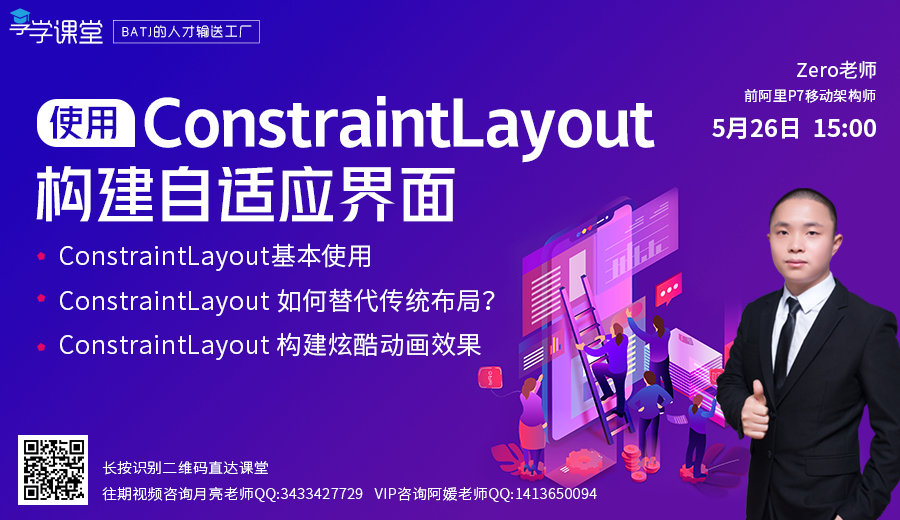 享学课堂
BATJ的人才输送工厂
Zero老师
前阿里P7移动架构师
5月26日 15:00
使用 ConstraintLayout
构建自适应界面
ConstraintLayout基本使用
ConstraintLayout 如何替代传统布局?
ConstraintLayout 构建炫酷动画效果
长按识别二维码直达课堂
往期视频咨询月亮老师QQ:3433427729 VIP咨询阿媛老师QQ:1413650094